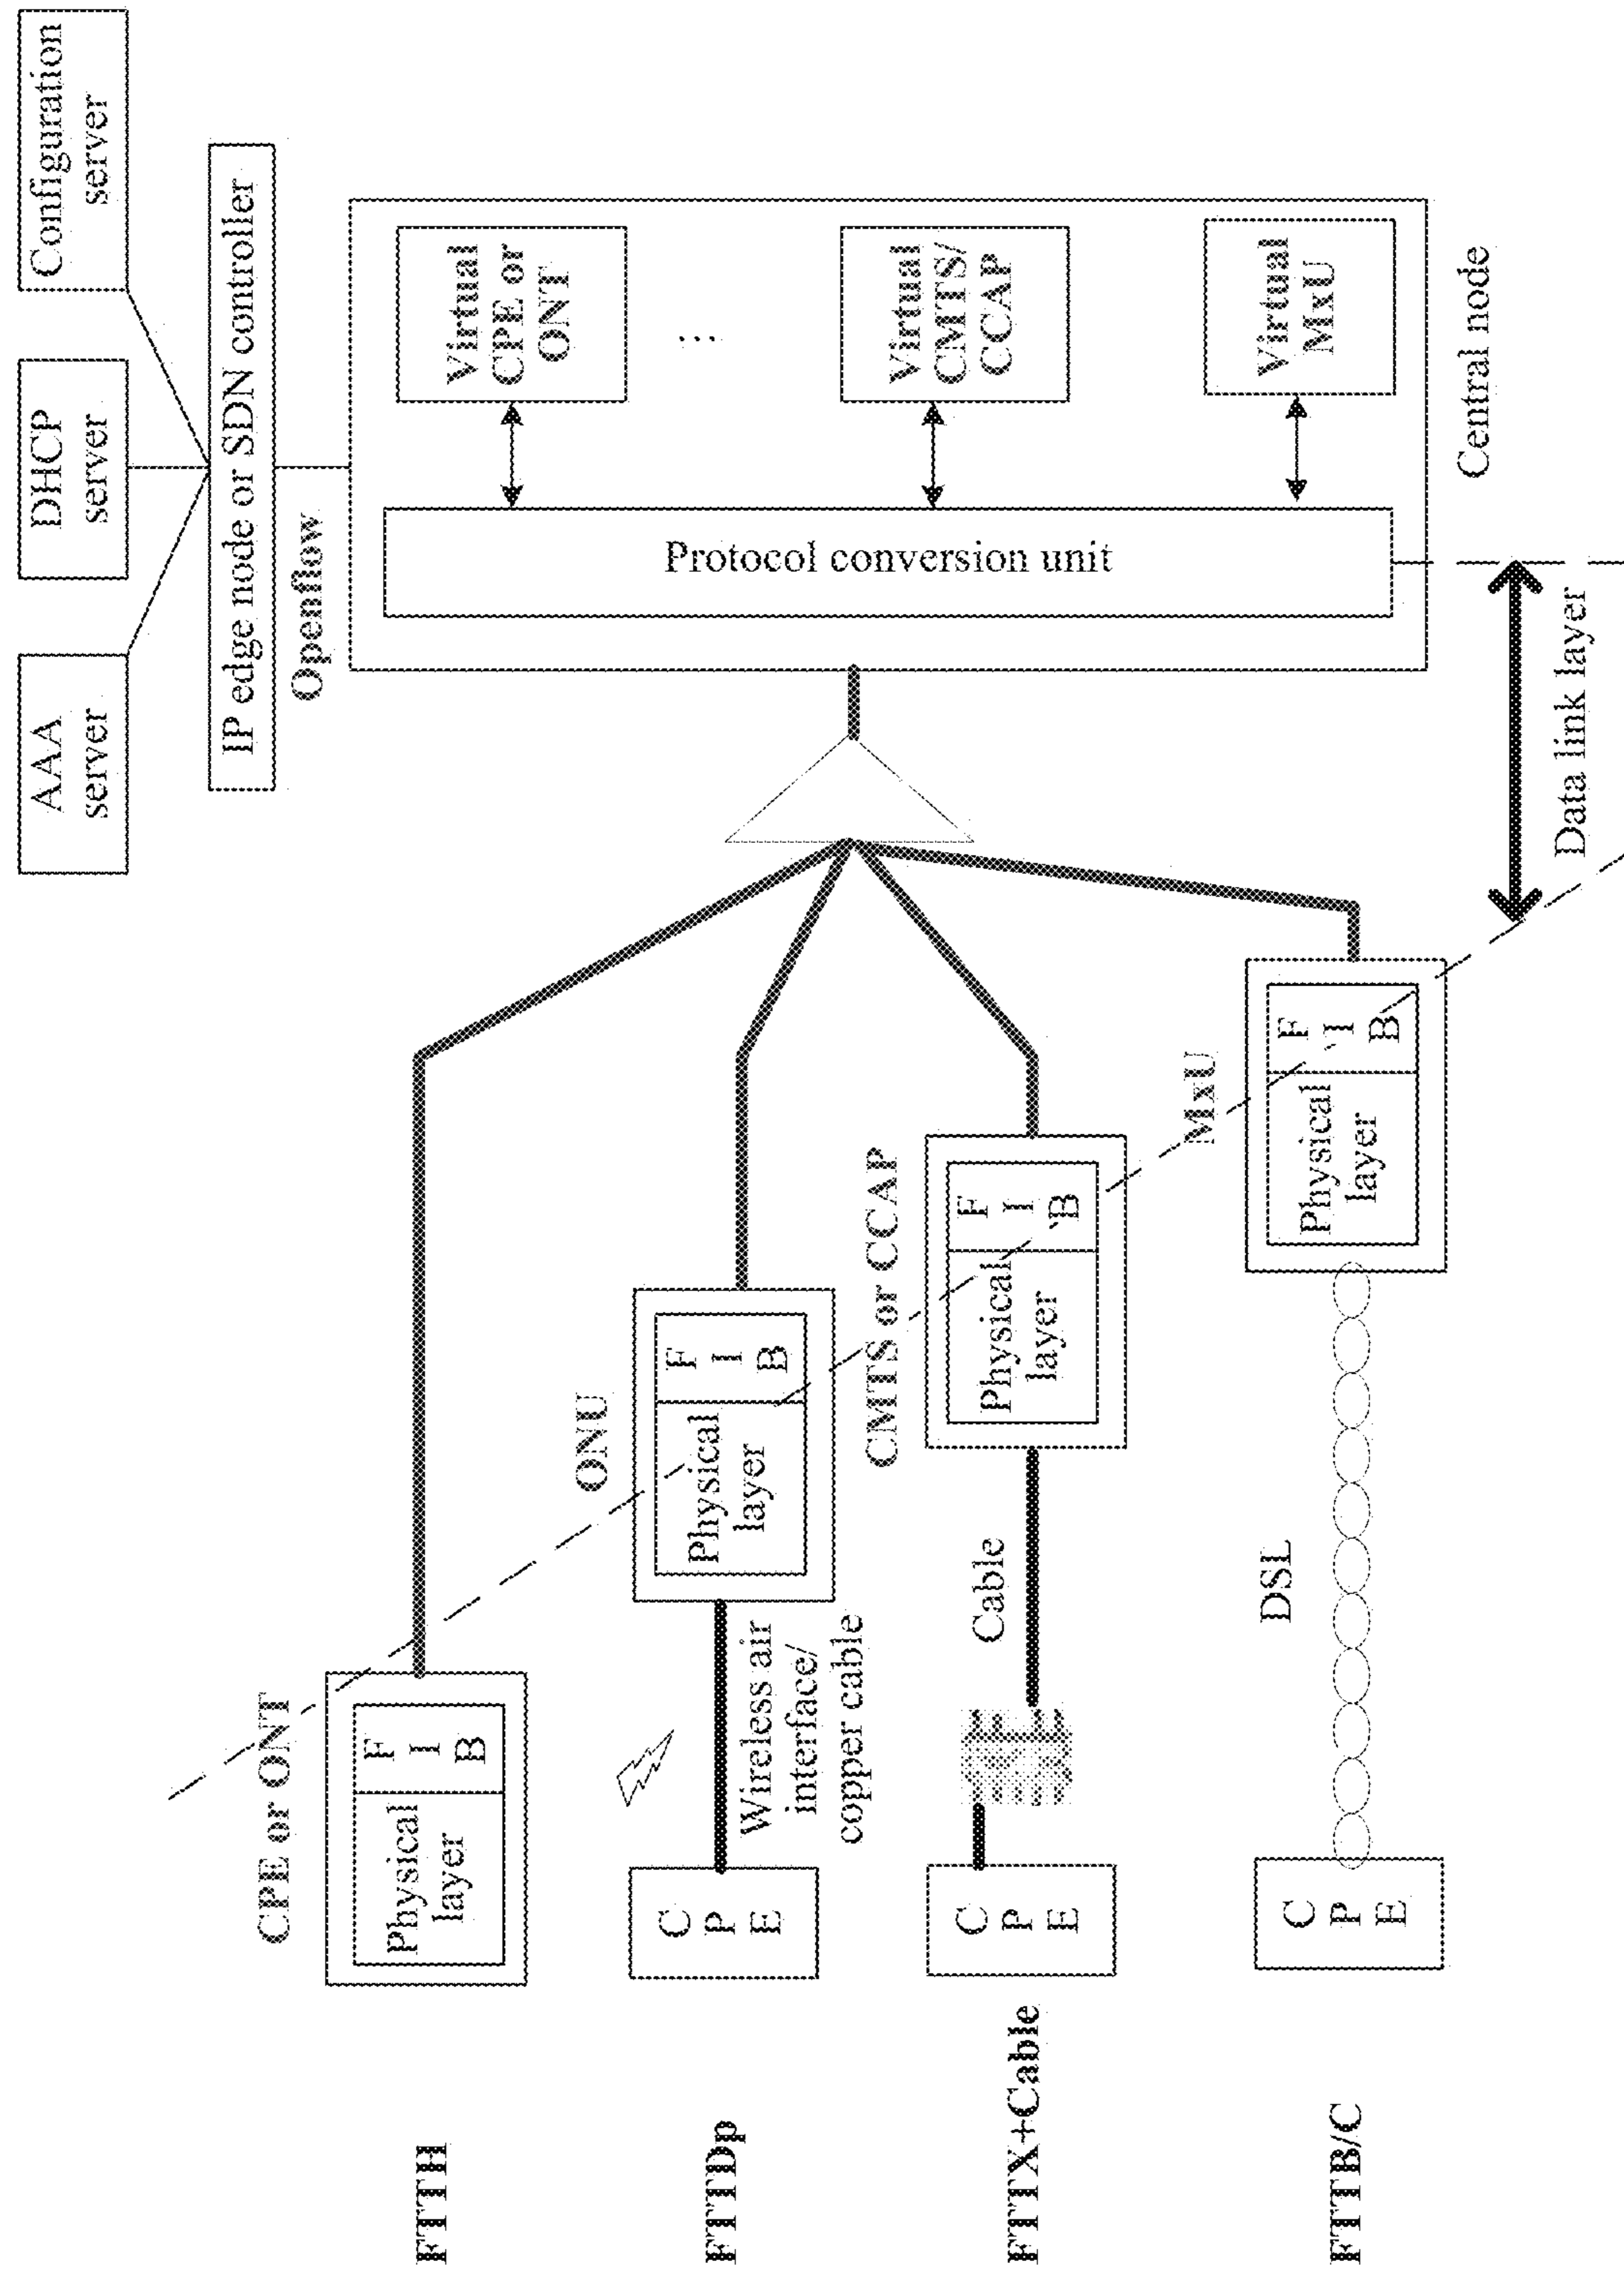 AAA
server
DHCP
server
Configuration
server
IP edge node or SDN controller
Openflow
FTTH
CPE or ONT
Physical
layer
F
I
B
Virtual
CPE or
ONT
...
FTTDp
C
P
E
Wireless air
interface/
copper cable
ONU
Physical
layer
F
I
B
Protocol conversion unit
FTTX+Cable
C
P
E
Cable
CMTS or CCAP
Physical
layer
F
I
B
Virtual
CMTS/
CCAP
FTTB/C
C
P
E
DSL
MxU
Physical
layer
F
I
B
Virtual
MxU
Central node
Data link layer